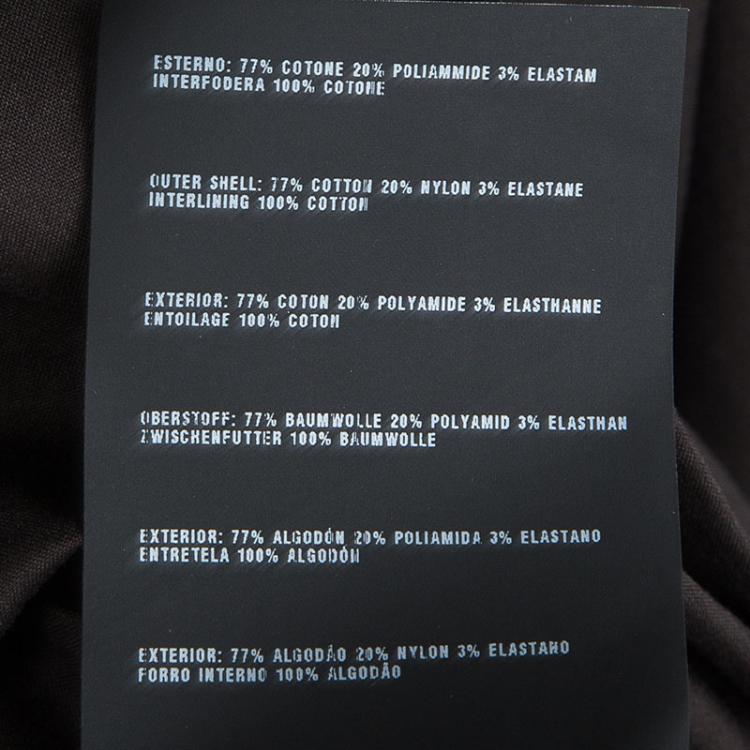 ESTERNO: 77% COTONE 20% POLIAMMIDE 3% ELASTAM
INTERFODERA 100% COTONE
OUTER SHELL: 77% COTTON 20% NYLON 3% ELASTANE
INTERLINING 100% COTTON
EXTERIOR: 77% COTON 20% POLYAMIDE 3% ELASTHANNE
ENTOILAGE 100% COTON
OBERSTOFF: 77% BAUMWOLLE 20% POLYAMID 3% ELASTHAN
ZWISCHENFUTTER 100% BAUMWOLLE
EXTERIOR: 77% ALGODÓN 20% POLIAMIDA 3% ELASTANO
ENTRETELA 100% ALGODÓN
EXTERIOR: 77% ALGODÃO 20% NYLON 3% ELASTANO
FORRO INTERNO 100% ALGODÃO